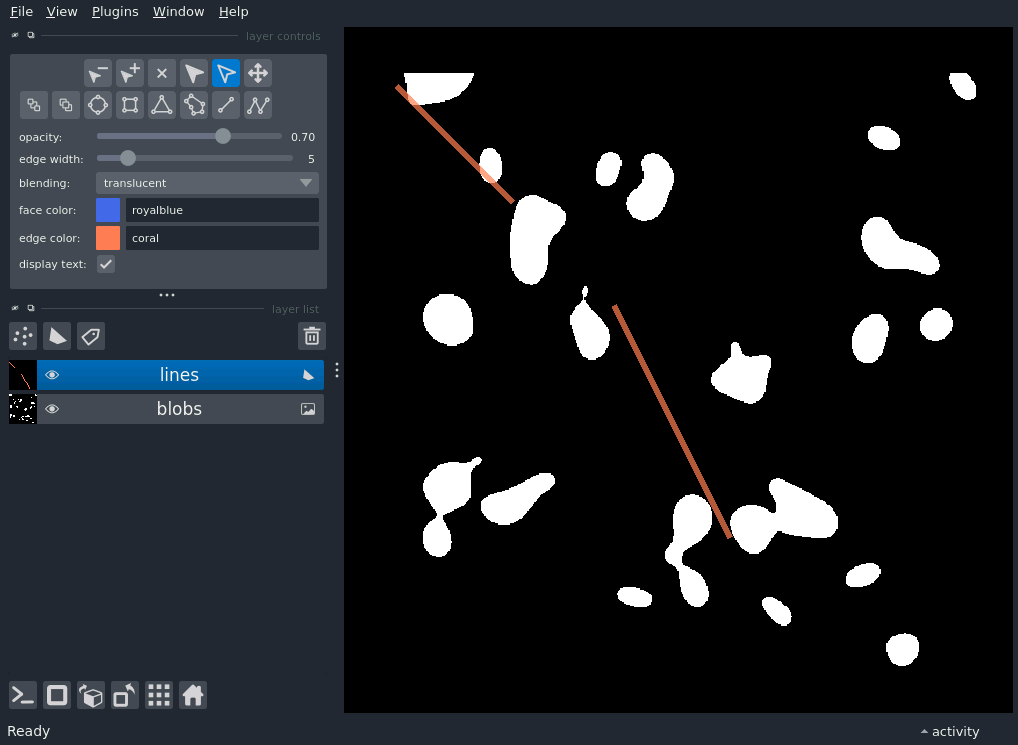 File View Plugins Window Help
layer controls
opacity: 0.70
edge width: 5
blending: translucent
face color: royalblue
edge color: coral
display text:
layer list
lines
blobs
Ready
activity